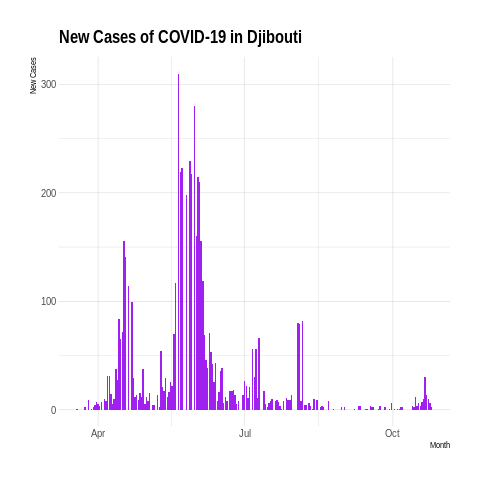 New Cases of COVID-19 in Djibouti
New Cases
300
200
100
0
Apr
Jul
Oct
Month